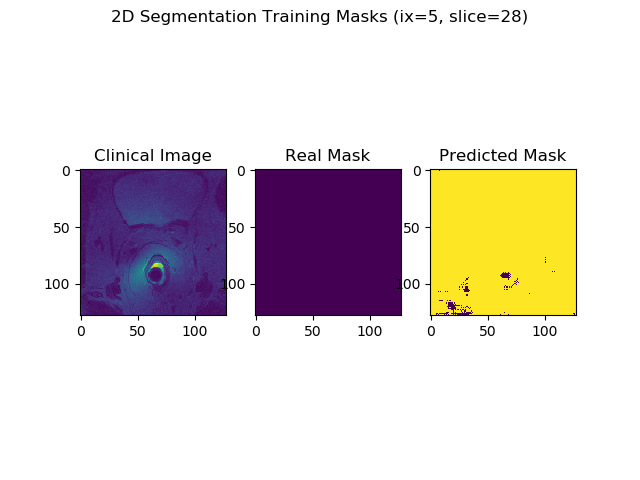 2D Segmentation Training Masks (ix=5, slice=28)
Clinical Image Real Mask Predicted Mask
0 0 0
50 50 50
100 100 100
0 50 100 0 50 100 0 50 100